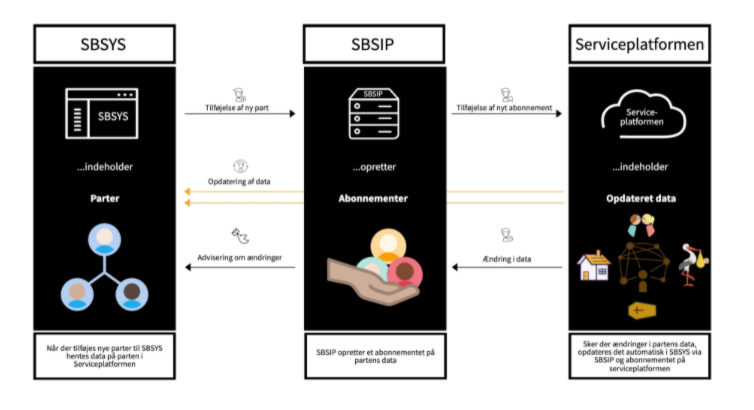 SBSYS
SBSIP
Serviceplatformen
SBSYS
Tilføjelse af ny part
SBSIP
Tilføjelse af nyt abonnement
Service-
platformen
...indeholder
...opretter
...indeholder
Opdatering af data
Parter
Abonnementer
Opdateret data
Advisering om ændringer
Ændring i data
Når der tilføjes nye parter til SBSYS
hentes data på parten i
Serviceplatformen
SBSIP opretter et abonnementet på
partens data
Sker der ændringer i partens data,
opdateres det automatisk i SBSYS via
SBSIP og abonnementet på
serviceplatformen